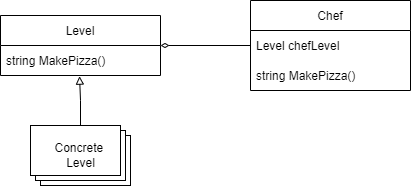 Level
string MakePizza()
Chef
Level chefLevel
string MakePizza()
Concrete
Level